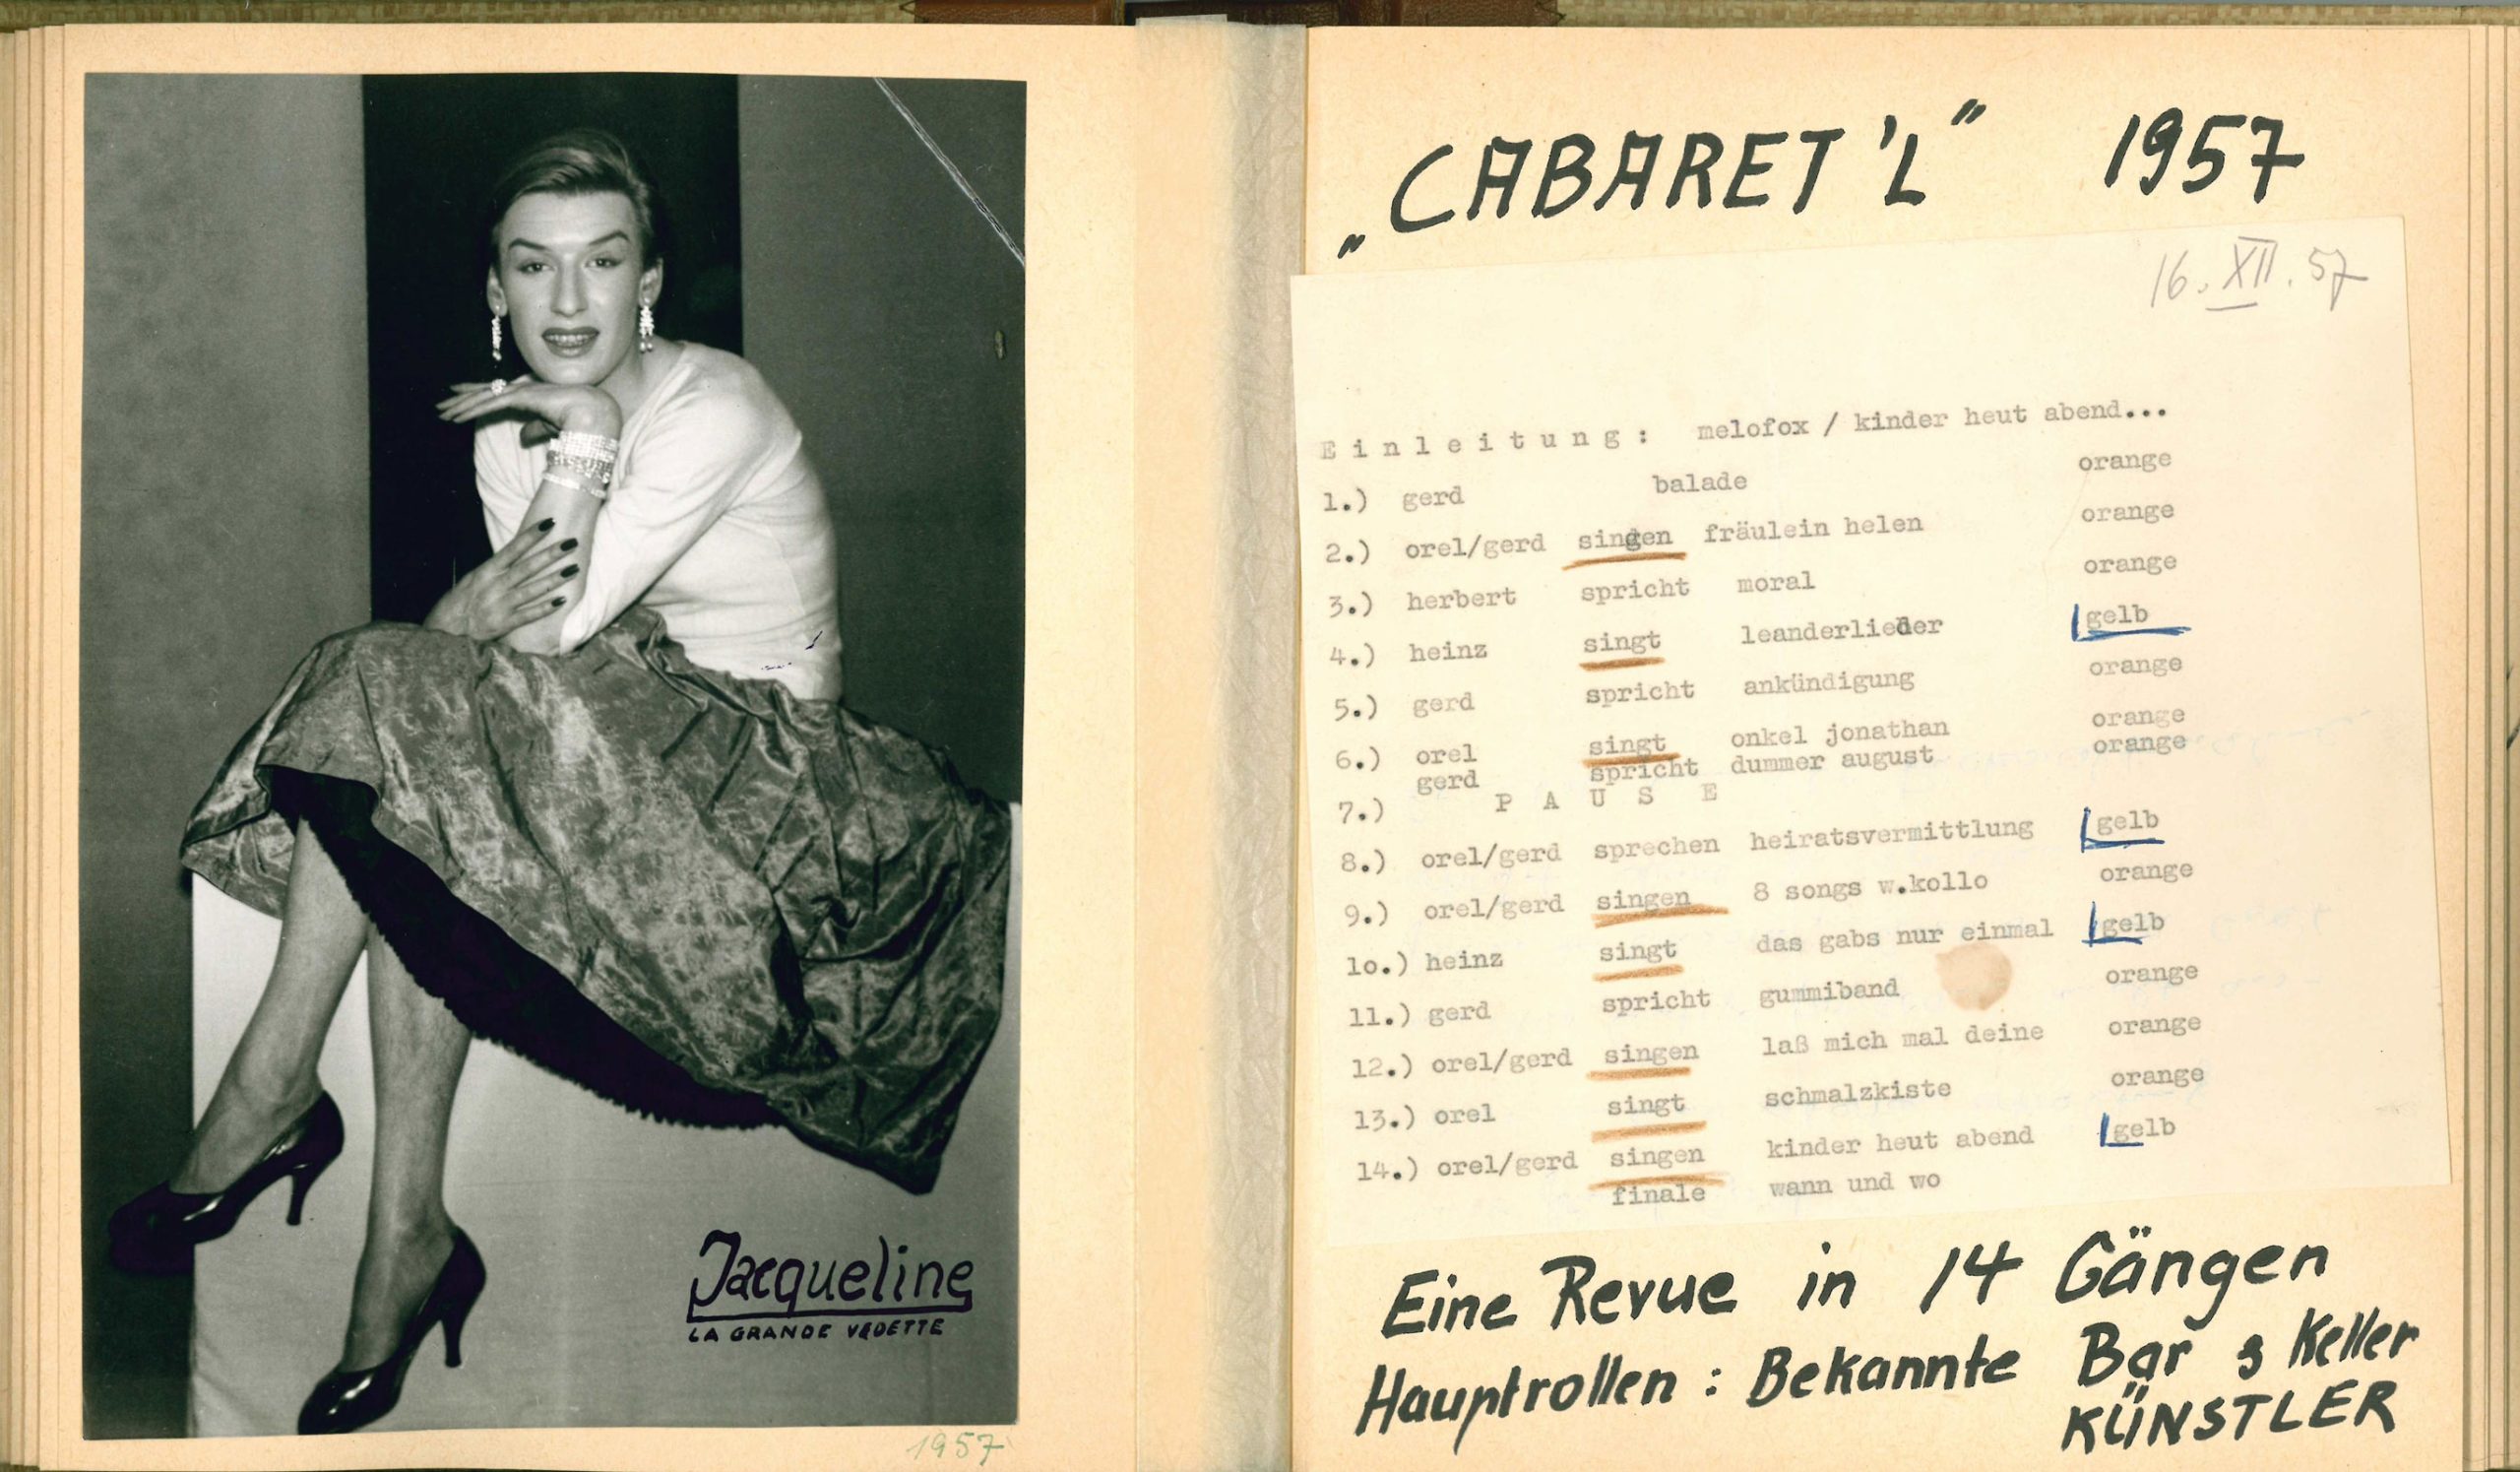 Jacqueline
LA GRANDE VEDETTE
1957
„CABARET 'L" 1957
16. XII. 57
Einleitung: melofox / kinder heut abend...
1.) gerd balade orange
2.) orel/gerd singen fräulein helen orange
3.) herbert spricht moral orange
4.) heinz singt leanderlieder gelb
5.) gerd spricht ankündigung orange
6.) orel singt onkel jonathan orange
gerd spricht dummer august orange
7.) PAUSE
8.) orel/gerd sprechen heiratsvermittlung gelb
9.) orel/gerd singen 8 songs w.kollo orange
10.) heinz singt das gabs nur einmal gelb
11.) gerd spricht gummiband orange
12.) orel/gerd singen laß mich mal deine orange
13.) orel singt schmalzkiste orange
14.) orel/gerd singen kinder heut abend gelb
finale wann und wo
Eine Revue in 14 Gängen
Hauptrollen: Bekannte Bar & Keller
KÜNSTLER